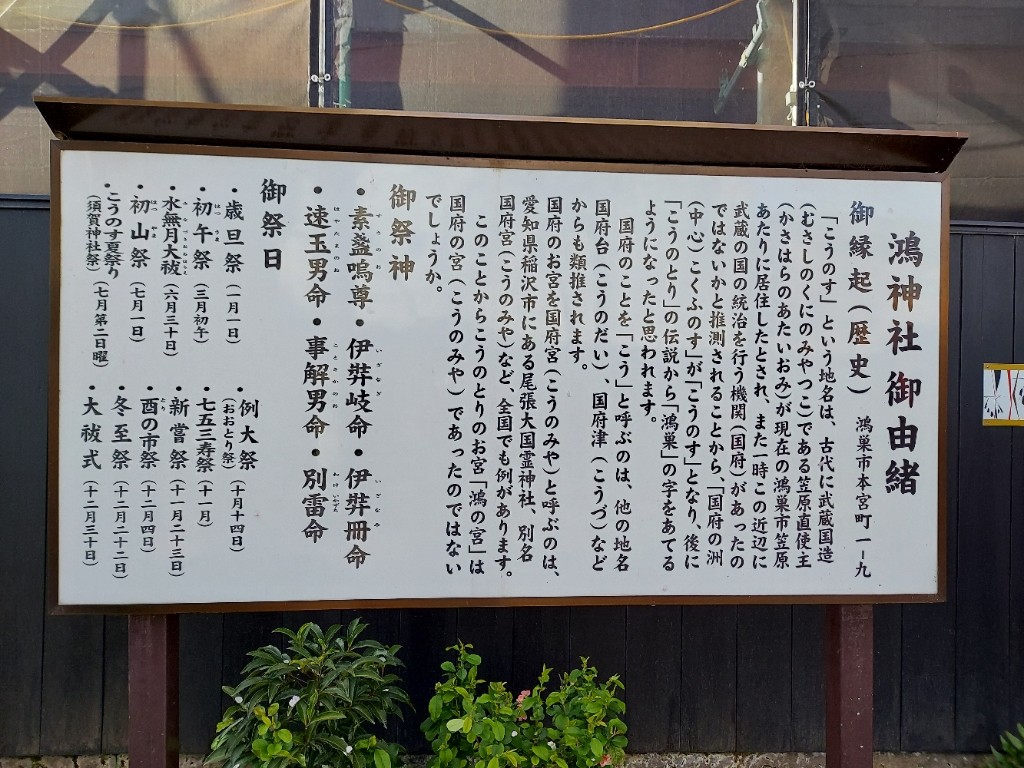 鴻神社 御由緒
御縁起（歴史） 鴻巣市本宮町一－九
「こうのす」という地名は、古代に武蔵国造
（むさしのくにのみやつこ）である笠原直使主
（かさはらのあたいおみ）が現在の鴻巣市笠原
あたりに居住したとされ、また一時この近辺に
武蔵の国の統治を行う機関（国府）があったの
ではないかと推測されることから、「国府の洲
（中心）こくふのす」が「こうのす」となり、後に
「こうのとり」の伝説から「鴻巣」の字をあてる
ようになったと思われます。
国府のことを「こう」と呼ぶのは、他の地名
国府台（こうのだい）、国府津（こうづ）など
からも類推されます。
国府のお宮を国府宮（こうのみや）と呼ぶのは、
愛知県稲沢市にある尾張大国霊神社、別名
国府宮（こうのみや）など、全国でも例があります。
このことからこうのとりのお宮「鴻の宮」は
国府の宮（こうのみや）であったのではない
でしょうか。
御祭神
・素盞嗚尊・伊弉岐命・伊弉冊命
・速玉男命・事解男命・別雷命
御祭日
・歳旦祭（一月一日）
・初午祭（三月初午）
・水無月大祓（六月三十日）
・初山祭（七月一日）
・こうのす夏祭り（七月第二日曜）
（須賀神社祭）
・例大祭（十月十四日）
（おおとり祭）
・七五三寿祭（十一月）
・新嘗祭（十一月二十三日）
・酉の市祭（十二月四日）
・冬至祭（十二月二十二日）
・大祓式（十二月三十日）